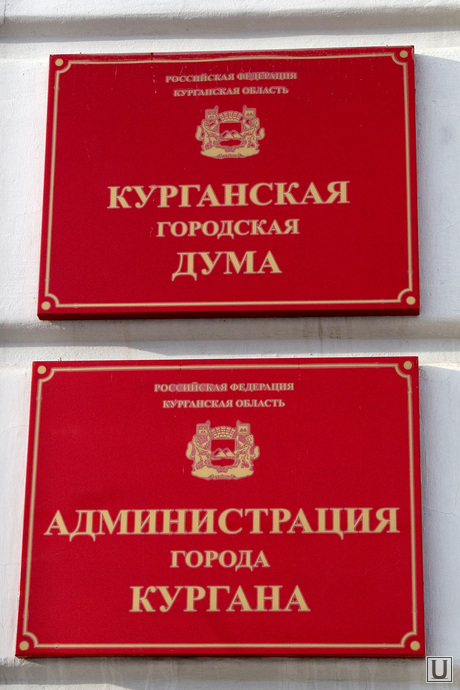 РОССИЙСКАЯ ФЕДЕРАЦИЯ
КУРГАНСКАЯ ОБЛАСТЬ
КУРГАНСКАЯ
ГОРОДСКАЯ
ДУМА
РОССИЙСКАЯ ФЕДЕРАЦИЯ
КУРГАНСКАЯ ОБЛАСТЬ
АДМИНИСТРАЦИЯ
ГОРОДА
КУРГАНА
U